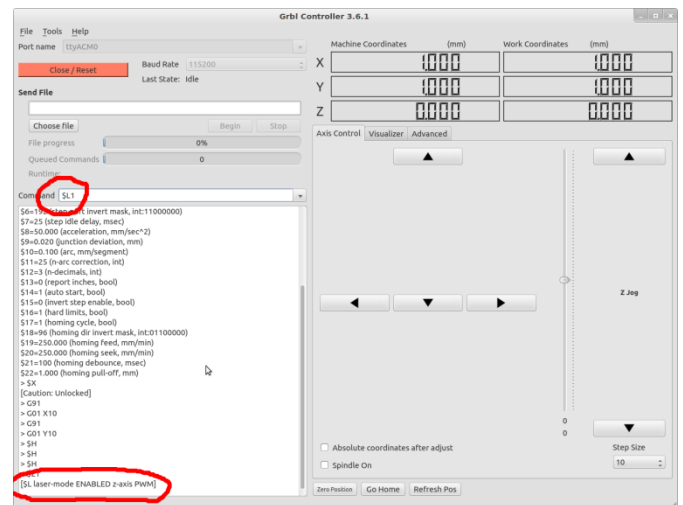 Grbl Controller 3.6.1
File Tools Help
Port name ttyACM0
Close / Reset
Baud Rate 115200
Last State: Idle
Send File
Choose file Begin Stop
File progress 0%
Queued Commands 0
Runtime:
Command $L1
(step port invert mask, int:11000000)
$7=25 (step idle delay, msec)
$8=50.000 (acceleration, mm/sec^2)
$9=0.020 (junction deviation, mm)
$10=0.100 (arc, mm/segment)
$11=25 (n-arc correction, int)
$12=3 (n-decimals, int)
$13=0 (report inches, bool)
$14=1 (auto start, bool)
$15=0 (invert step enable, bool)
$16=1 (hard limits, bool)
$17=1 (homing cycle, bool)
$18=96 (homing dir invert mask, int:01100000)
$19=250.000 (homing feed, mm/min)
$20=250.000 (homing seek, mm/min)
$21=100 (homing debounce, msec)
$22=1.000 (homing pull-off, mm)
> $X
[Caution: Unlocked]
> G91
> G01 X10
> G91
> G01 Y10
> $H
> $H
> $H
[$L laser-mode ENABLED z-axis PWM]
Machine Coordinates (mm) Work Coordinates (mm)
X 1.000 1.000
Y 1.000 1.000
Z 0.000 0.000
Axis Control Visualizer Advanced
Z Jog
0
0
Absolute coordinates after adjust
Spindle On
Step Size
10
Zero Position Go Home Refresh Pos